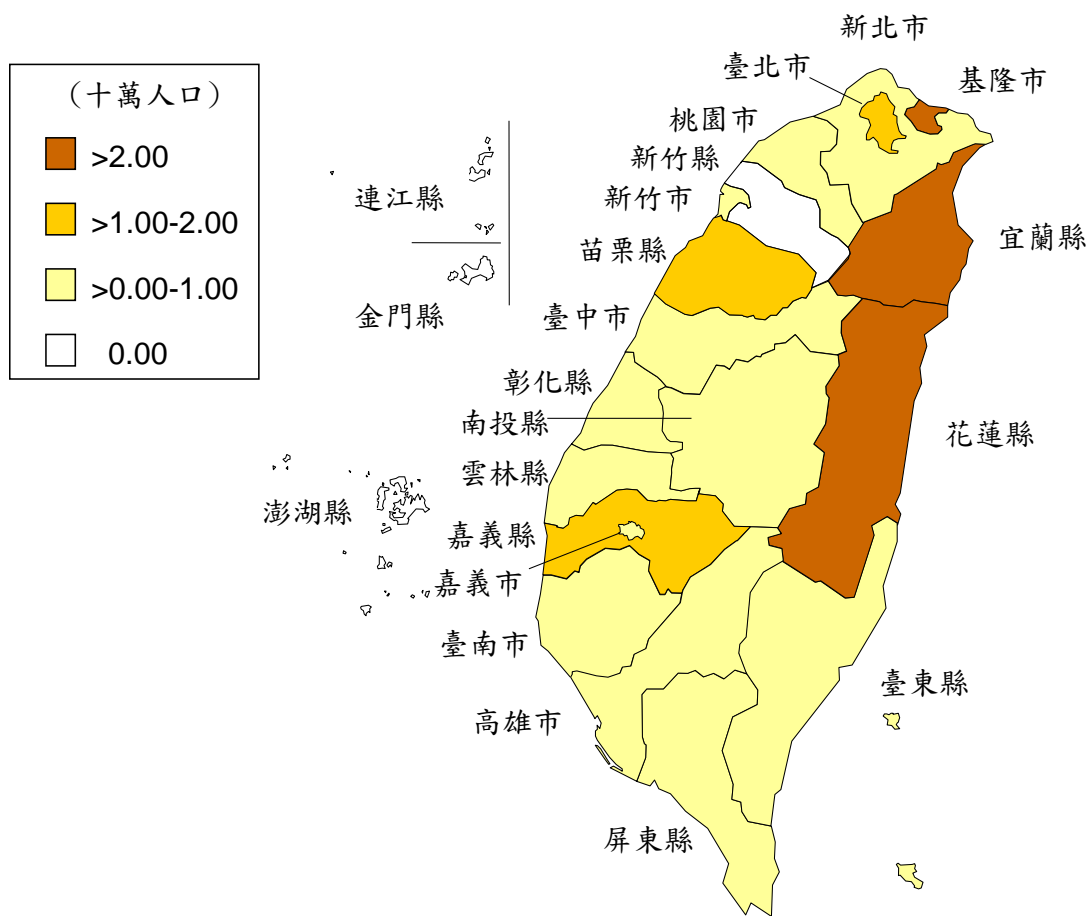 (十萬人口)
>2.00
>1.00-2.00
>0.00-1.00
0.00
新北市
臺北市
基隆市
桃園市
新竹縣
連江縣
新竹市
宜蘭縣
苗栗縣
金門縣
臺中市
彰化縣
南投縣
花蓮縣
雲林縣
澎湖縣
嘉義縣
嘉義市
臺南市
臺東縣
高雄市
屏東縣